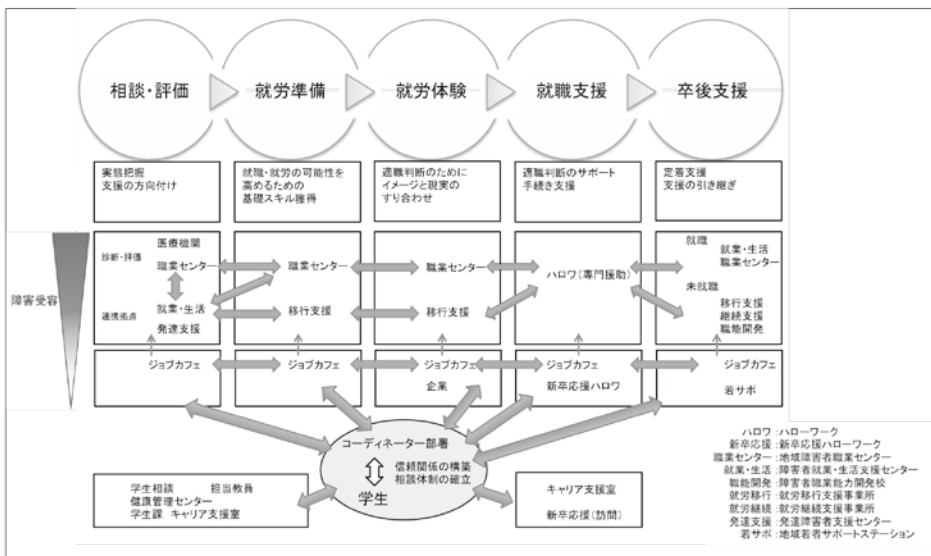 相談・評価
就労準備
就労体験
就職支援
卒後支援
実態把握
支援の方向付け
就職・就労の可能性を
高めるための
基礎スキル獲得
適職判断のために
イメージと現実の
すり合わせ
適職判断のサポート
手続き支援
定着支援
支援の引き継ぎ
障害受容
診断・評価
医療機関
職業センター
連携拠点
就業・生活
発達支援
職業センター
移行支援
職業センター
移行支援
ハロワ(専門援助)
就職
就業・生活
職業センター
未就職
移行支援
継続支援
職能開発
ジョブカフェ
ジョブカフェ
ジョブカフェ
企業
ジョブカフェ
新卒応援ハロワ
ジョブカフェ
若サポ
コーディネーター部署
信頼関係の構築
相談体制の確立
学生
学生相談 担当教員
健康管理センター
学生課 キャリア支援室
キャリア支援室
新卒応援(訪問)
ハロワ:ハローワーク
新卒応援:新卒応援ハローワーク
職業センター:地域障害者職業センター
就業・生活:障害者就業・生活支援センター
職能開発:障害者職業能力開発校
就労移行:就労移行支援事業所
就労継続:就労継続支援事業所
発達支援:発達障害者支援センター
若サポ:地域若者サポートステーション